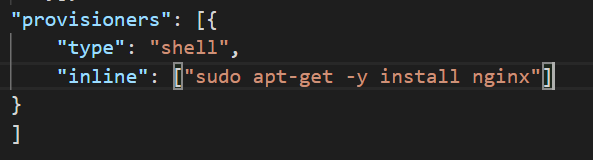 "provisioners": [{
"type": "shell",
"inline": ["sudo apt-get -y install nginx"]
}
]